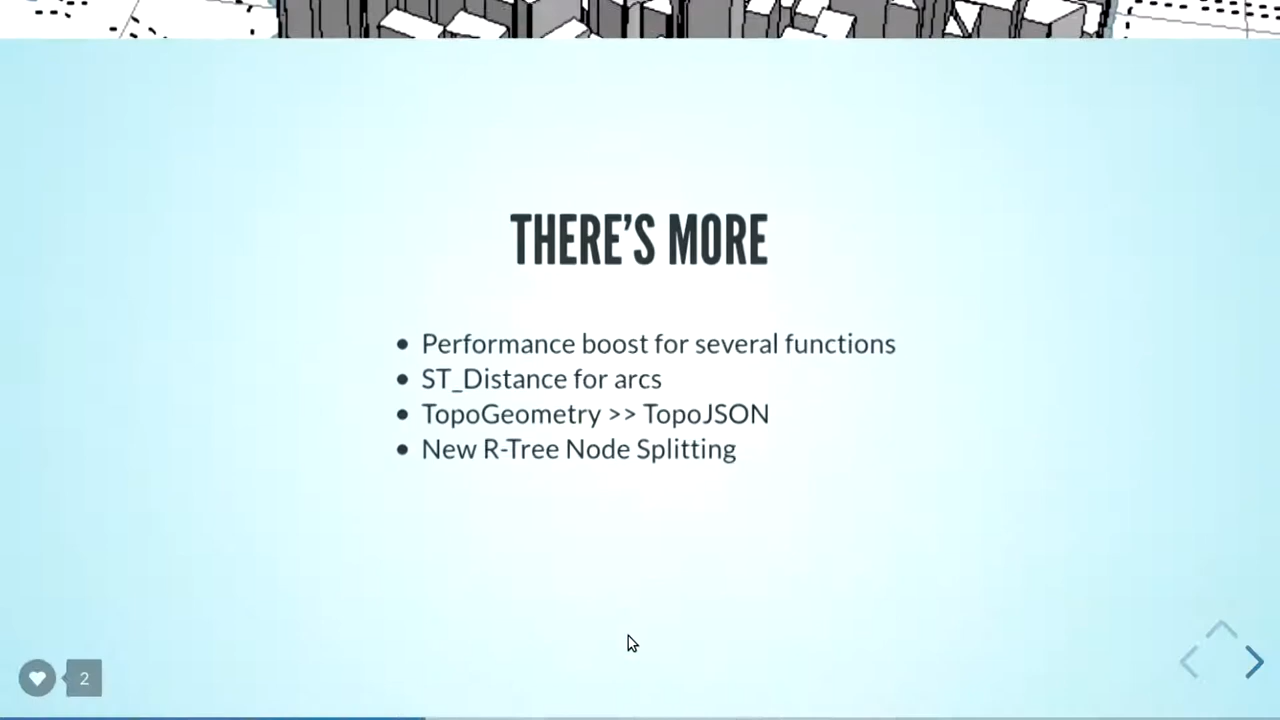 THERE'S MORE
Performance boost for several functions
ST_Distance for arcs
TopoGeometry >> TopoJSON
New R-Tree Node Splitting
2